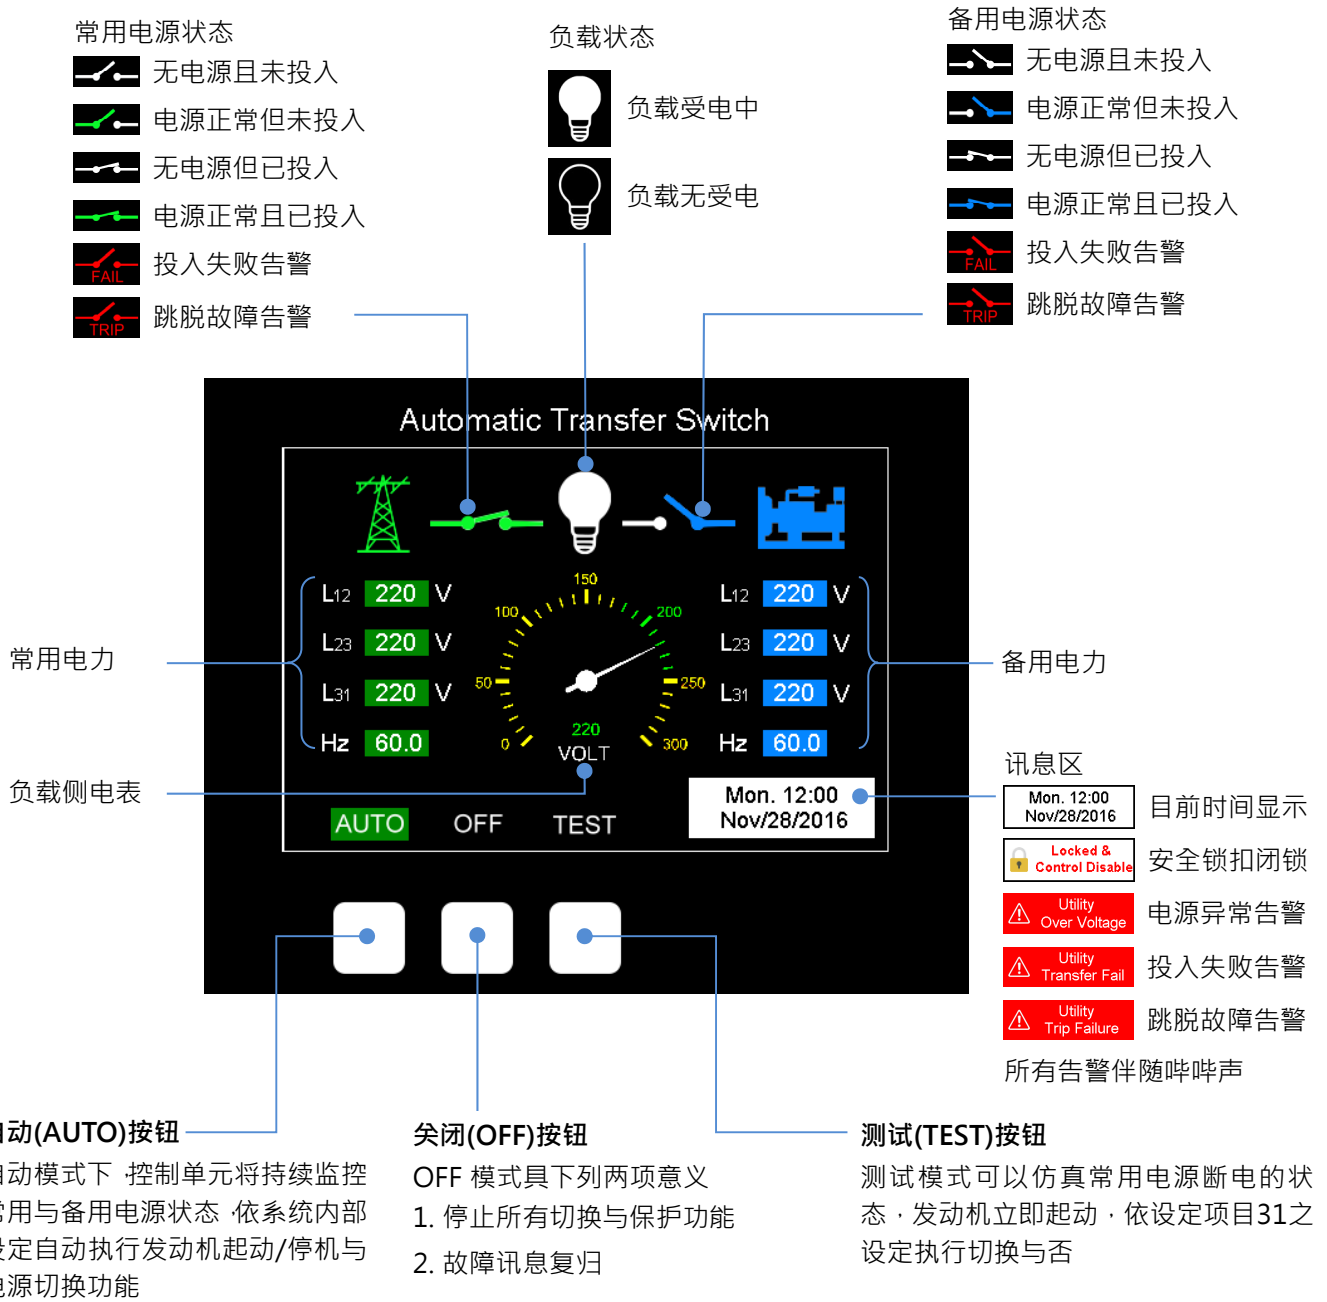 常用电源状态
无电源且未投入
电源正常但未投入
无电源但已投入
电源正常且已投入
FAIL
投入失败告警
TRIP
跳脱故障告警
负载状态
负载受电中
负载无受电
备用电源状态
无电源且未投入
电源正常但未投入
无电源但已投入
电源正常且已投入
FAIL
投入失败告警
TRIP
跳脱故障告警
Automatic Transfer Switch
L12 220 V
L23 220 V
L31 220 V
Hz 60.0
0
50
100
150
200
250
300
220
VOLT
L12 220 V
L23 220 V
L31 220 V
Hz 60.0
AUTO OFF TEST
Mon. 12:00
Nov/28/2016
常用电力
负载侧电表
备用电力
讯息区
Mon. 12:00
Nov/28/2016
目前时间显示
Locked &
Control Disable
安全锁扣闭锁
Utility
Over Voltage
电源异常告警
Utility
Transfer Fail
投入失败告警
Utility
Trip Failure
跳脱故障告警
所有告警伴随哔哔声
自动(AUTO)按钮
自动模式下，控制单元将持续监控
常用与备用电源状态，依系统内部
设定自动执行发动机起动/停机与
电源切换功能
关闭(OFF)按钮
OFF 模式具下列两项意义
1. 停止所有切换与保护功能
2. 故障讯息复归
测试(TEST)按钮
测试模式可以仿真常用电源断电的状
态，发动机立即起动，依设定项目31之
设定执行切换与否